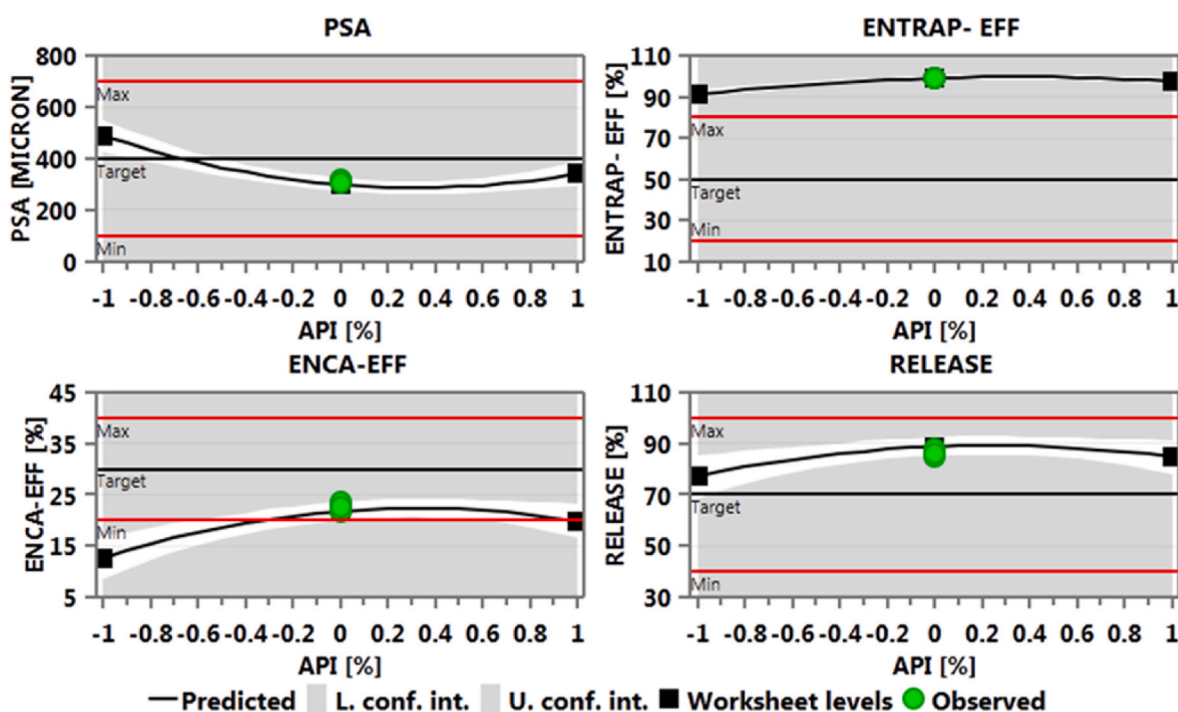 PSA
PSA [MICRON]
800
600
400
200
0
Max
Target
Min
-1 -0.8 -0.6 -0.4 -0.2 0 0.2 0.4 0.6 0.8 1
API [%]
ENTRAP- EFF
ENTRAP- EFF [%]
110
90
70
50
30
10
Max
Target
Min
-1 -0.8 -0.6 -0.4 -0.2 0 0.2 0.4 0.6 0.8 1
API [%]
ENCA-EFF
ENCA-EFF [%]
45
35
25
15
5
Max
Target
Min
-1 -0.8 -0.6 -0.4 -0.2 0 0.2 0.4 0.6 0.8 1
API [%]
RELEASE
RELEASE [%]
110
90
70
50
30
Max
Target
Min
-1 -0.8 -0.6 -0.4 -0.2 0 0.2 0.4 0.6 0.8 1
API [%]
Predicted L. conf. int. U. conf. int. Worksheet levels Observed